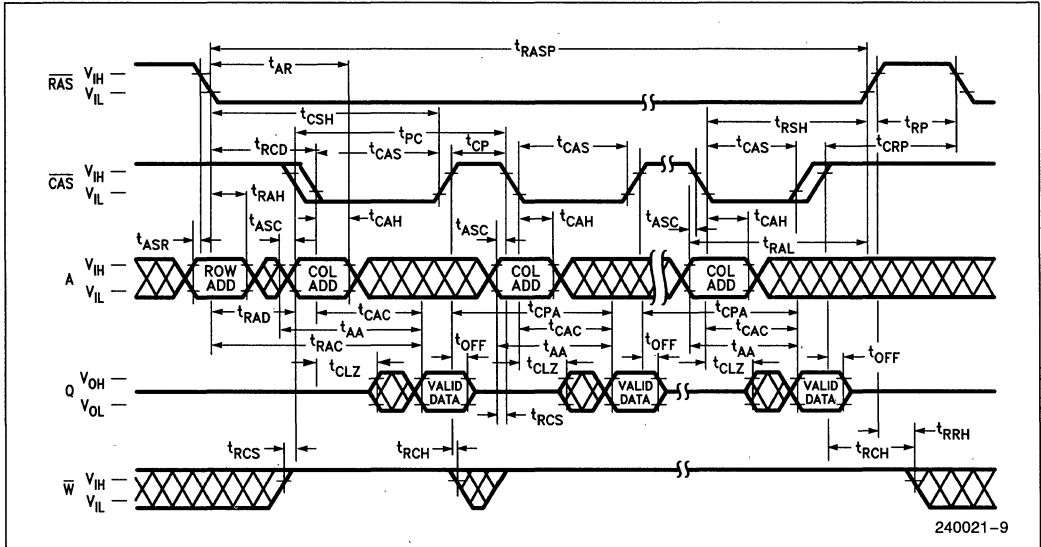 tRASP
tAR
RAS VIH
VIL
tCSH
tPC
tRSH
tRP
tRCD
tCAS
tCP
tCAS
tCAS
tCRP
CAS VIH
VIL
tRAH
tASC
tCAH
tASC
tCAH
tASC
tCAH
tASR
tRAL
A VIH
VIL
ROW ADD
COL ADD
COL ADD
COL ADD
tRAD
tCAC
tCPA
tCPA
tAA
tCAC
tCAC
tRAC
tOFF
tAA
tOFF
tAA
tOFF
tCLZ
tCLZ
tCLZ
Q VOH
VOL
VALID DATA
VALID DATA
VALID DATA
tRCS
tRCS
tRCH
tRCH
tRRH
W VIH
VIL
240021-9